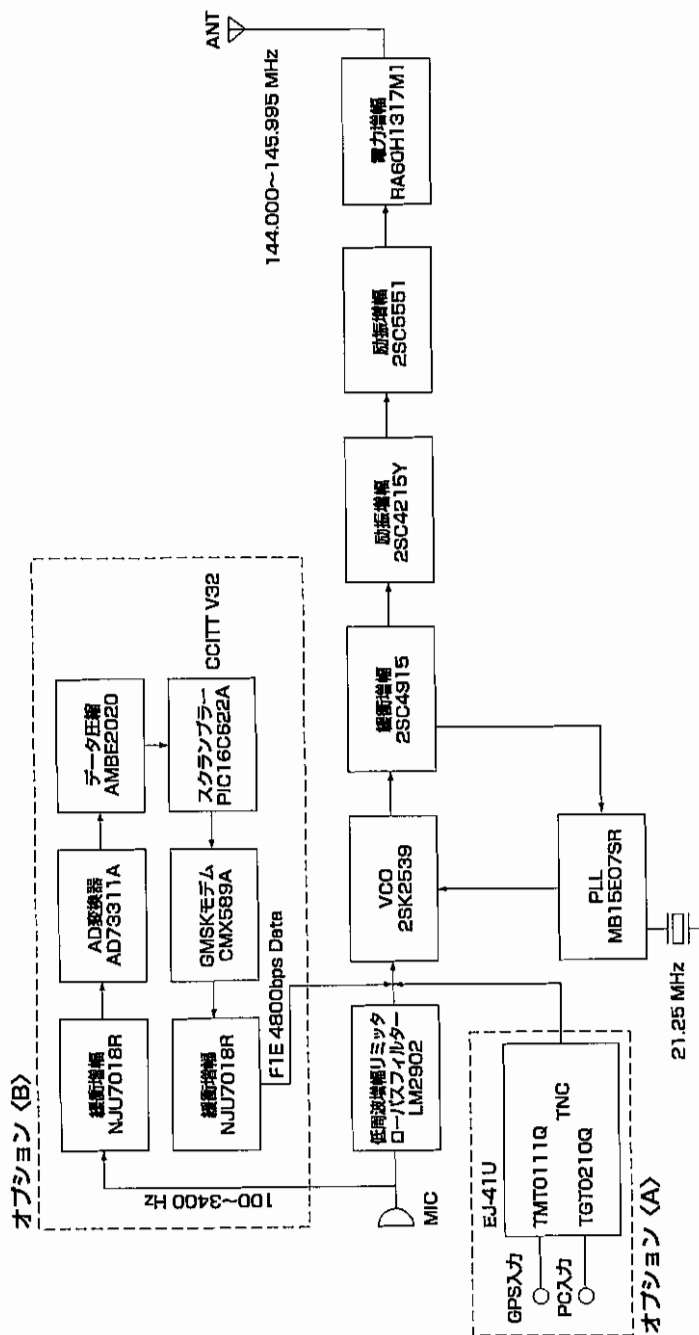 オプション〈B〉
緩衝増幅
NJU7018R
AD変換器
AD73311A
データ圧縮
AMBE2020
緩衝増幅
NJU7018R
GMSKモデム
CMX589A
スクランブラー
PIC16C622A
CCITT V32
F1E 4800bps Data
100~3400 Hz
MIC
低周波増幅リミッタ
ローパスフィルター
LM2902
VCO
2SK2539
緩衝増幅
2SC4915
励振増幅
2SC4215Y
励振増幅
2SC5551
電力増幅
RA60H1317M1
144.000~145.995 MHz
ANT
PLL
MB15E07SR
21.25 MHz
EJ-41U
GPS入力
TMT0111Q
TNC
PC入力
TGT0210Q
オプション〈A〉